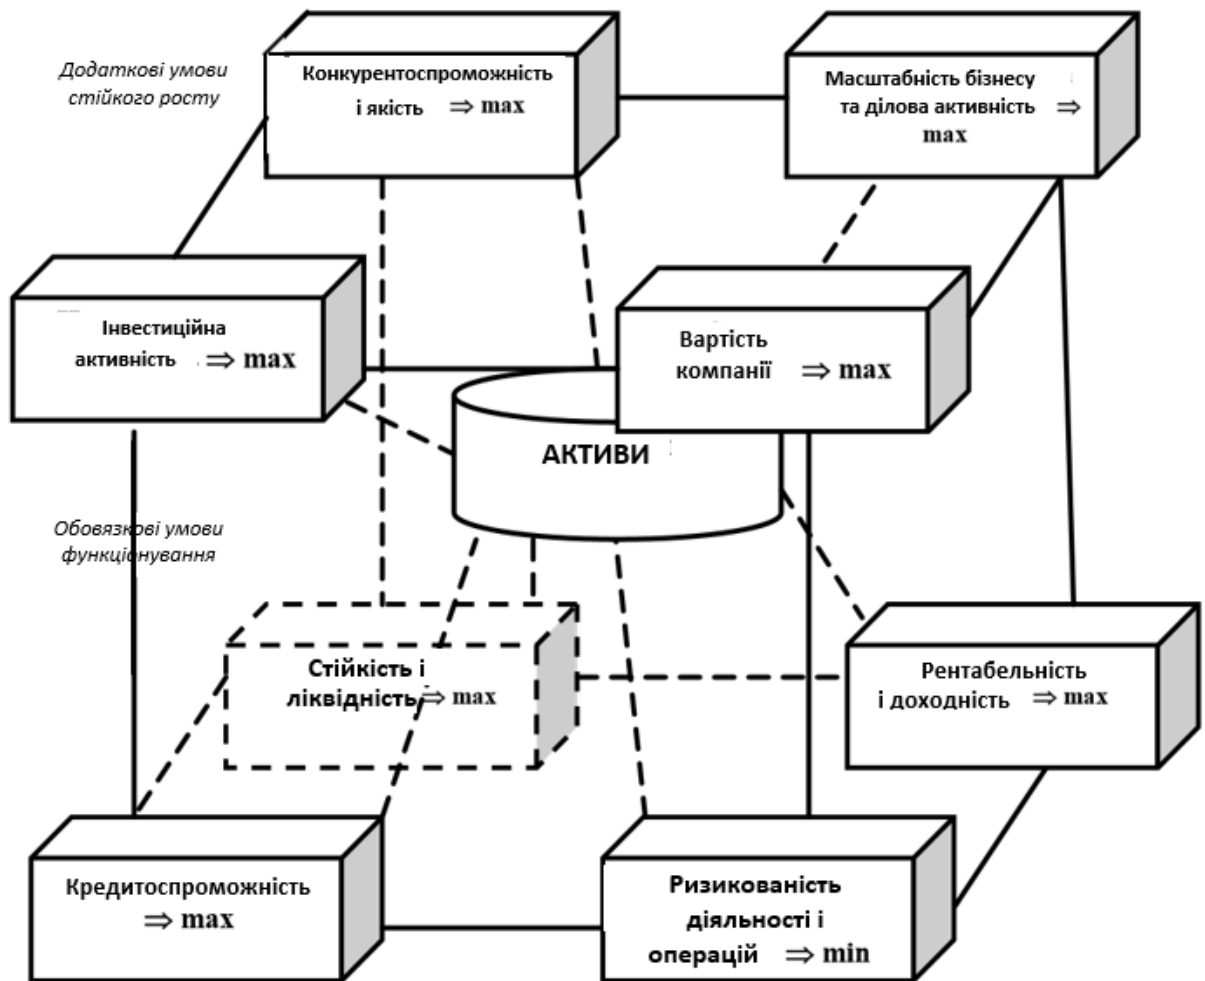 Додаткові умови
стійкого росту
Конкурентоспроможність
і якість ⇒ max
Масштабність бізнесу
та ділова активність ⇒
max
Інвестиційна
активність ⇒ max
Вартість
компанії ⇒ max
АКТИВИ
Обовязкові умови
функціонування
Стійкість і
ліквідність ⇒ max
Рентабельність
і доходність ⇒ max
Кредитоспроможність
⇒ max
Ризикованість
діяльності і
операцій ⇒ min